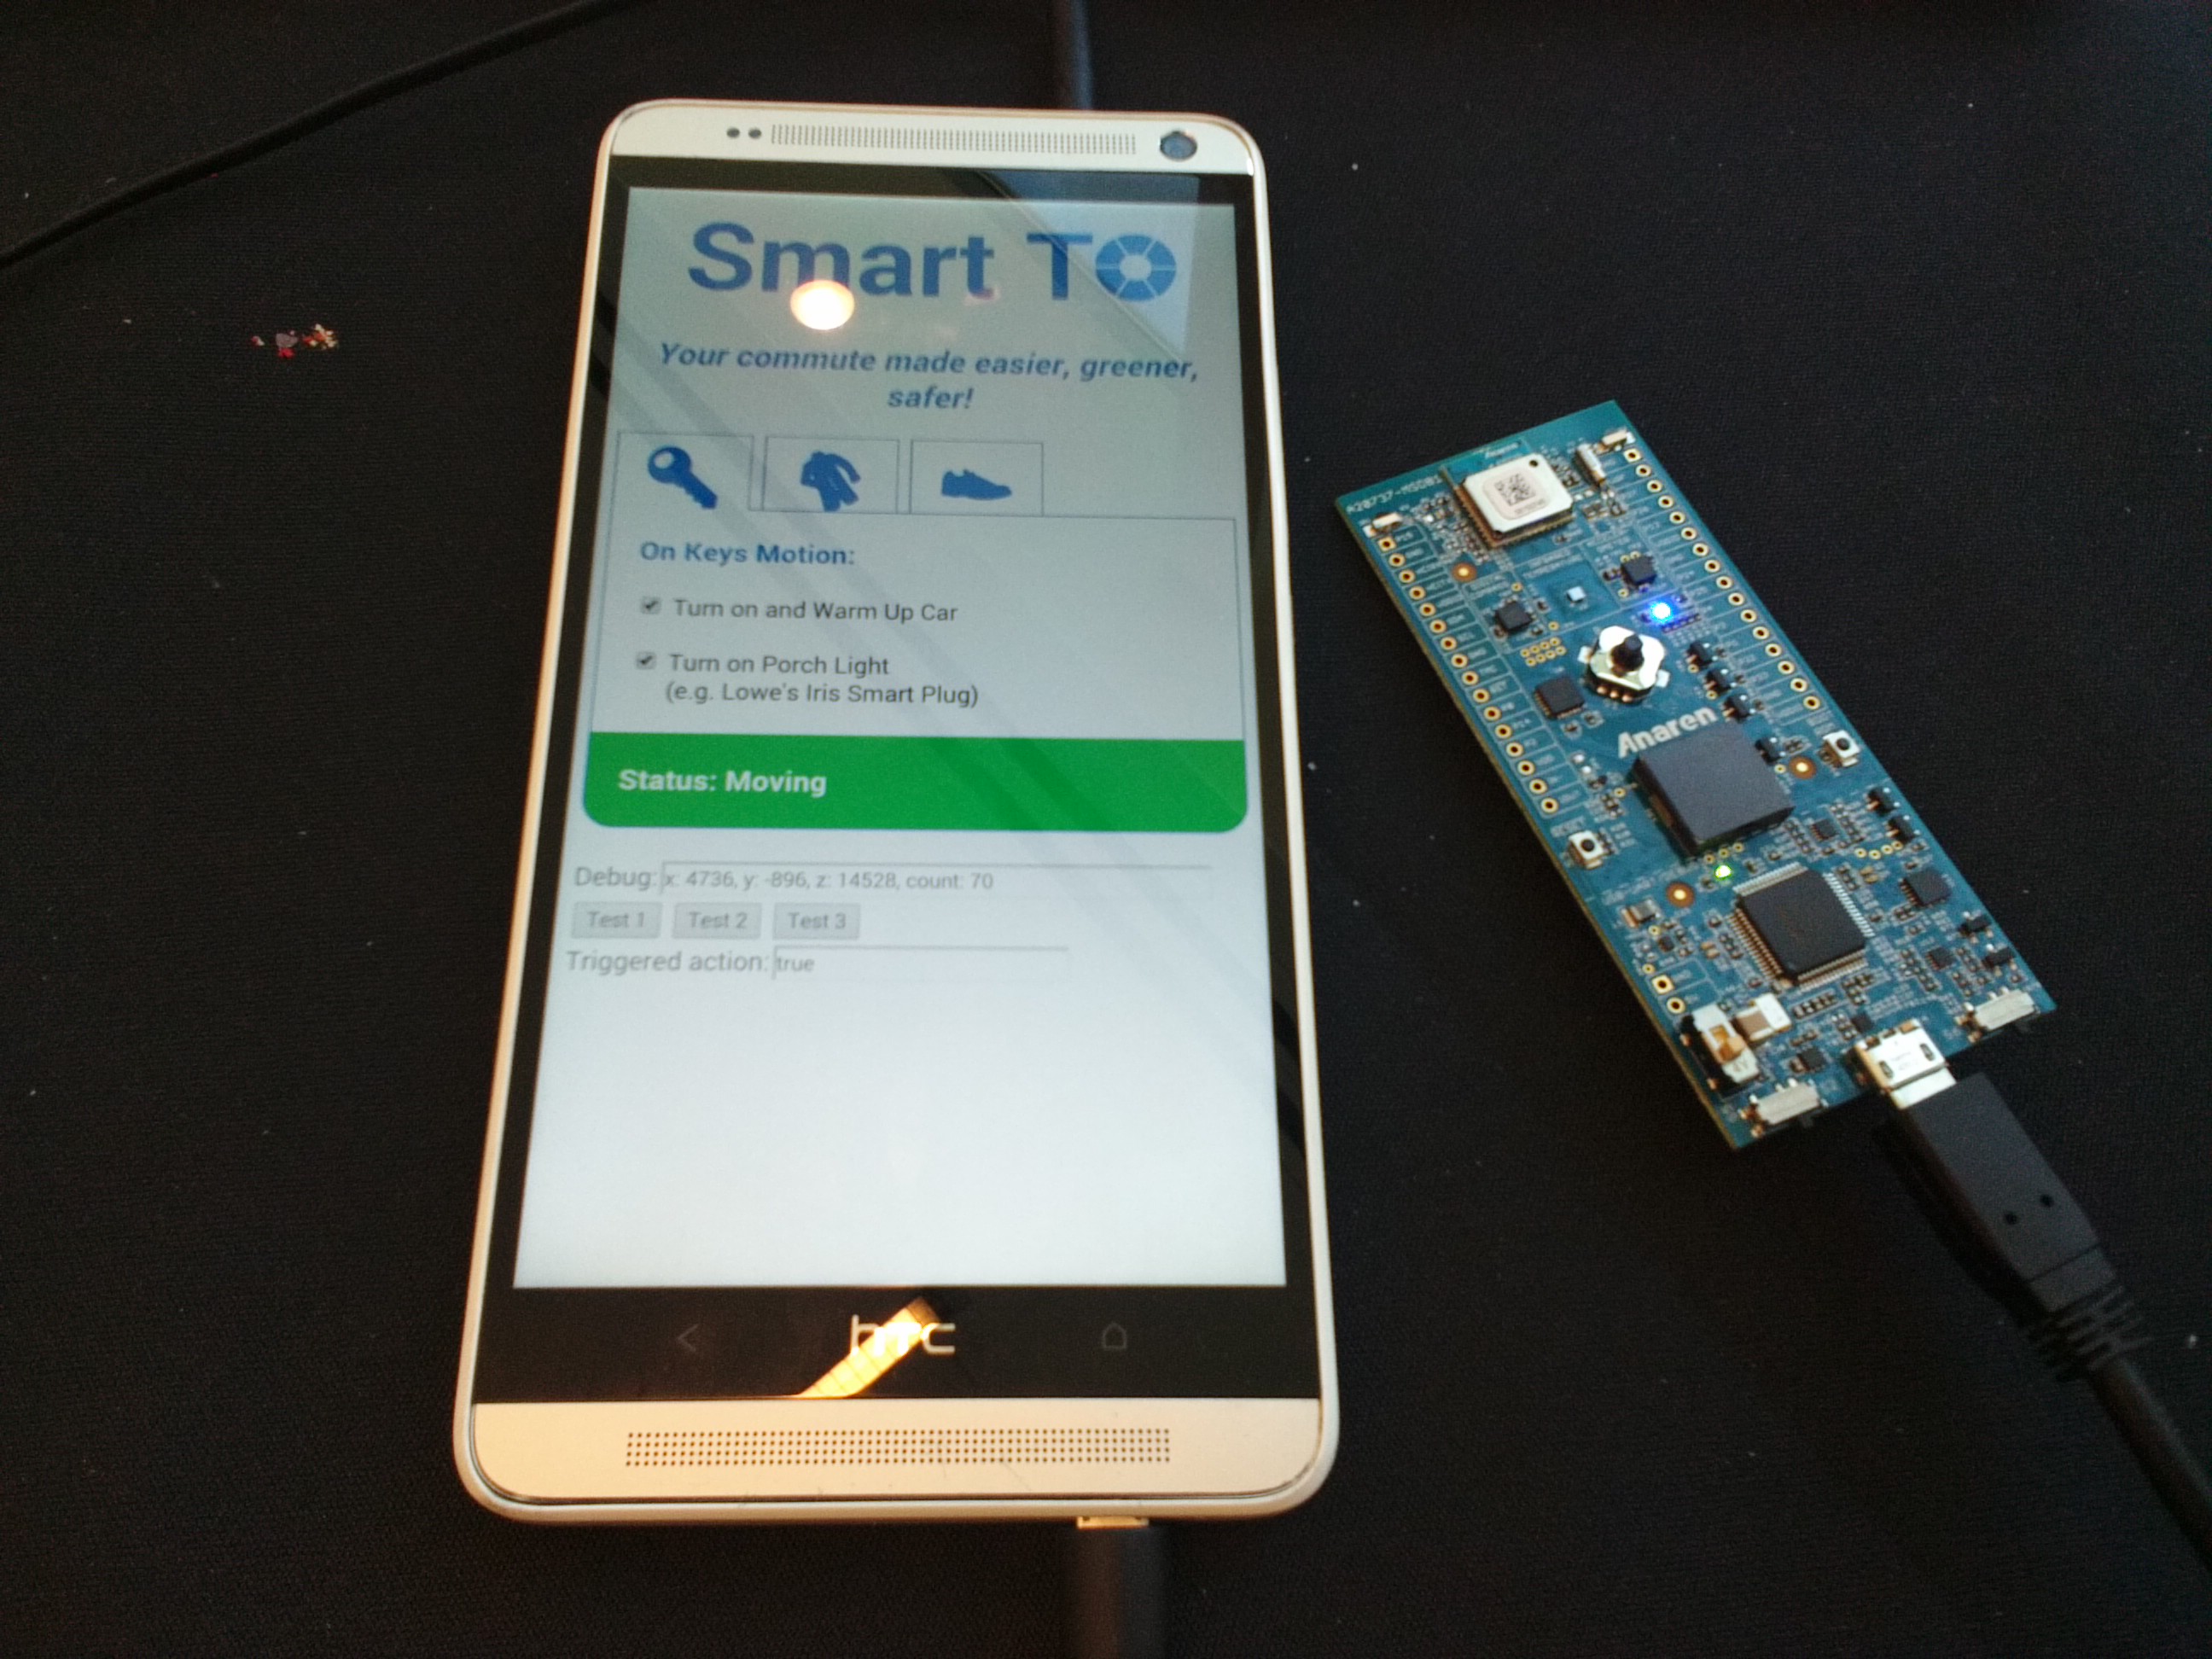 Smart TO
Your commute made easier, greener,
safer!
On Keys Motion:
Turn on and Warm Up Car
Turn on Porch Light
(e.g. Lowe's Iris Smart Plug)
Status: Moving
Debug: x: 4736, y: -896, z: 14528, count: 70
Test 1 Test 2 Test 3
Triggered action: true
htc
Anaren
RESET